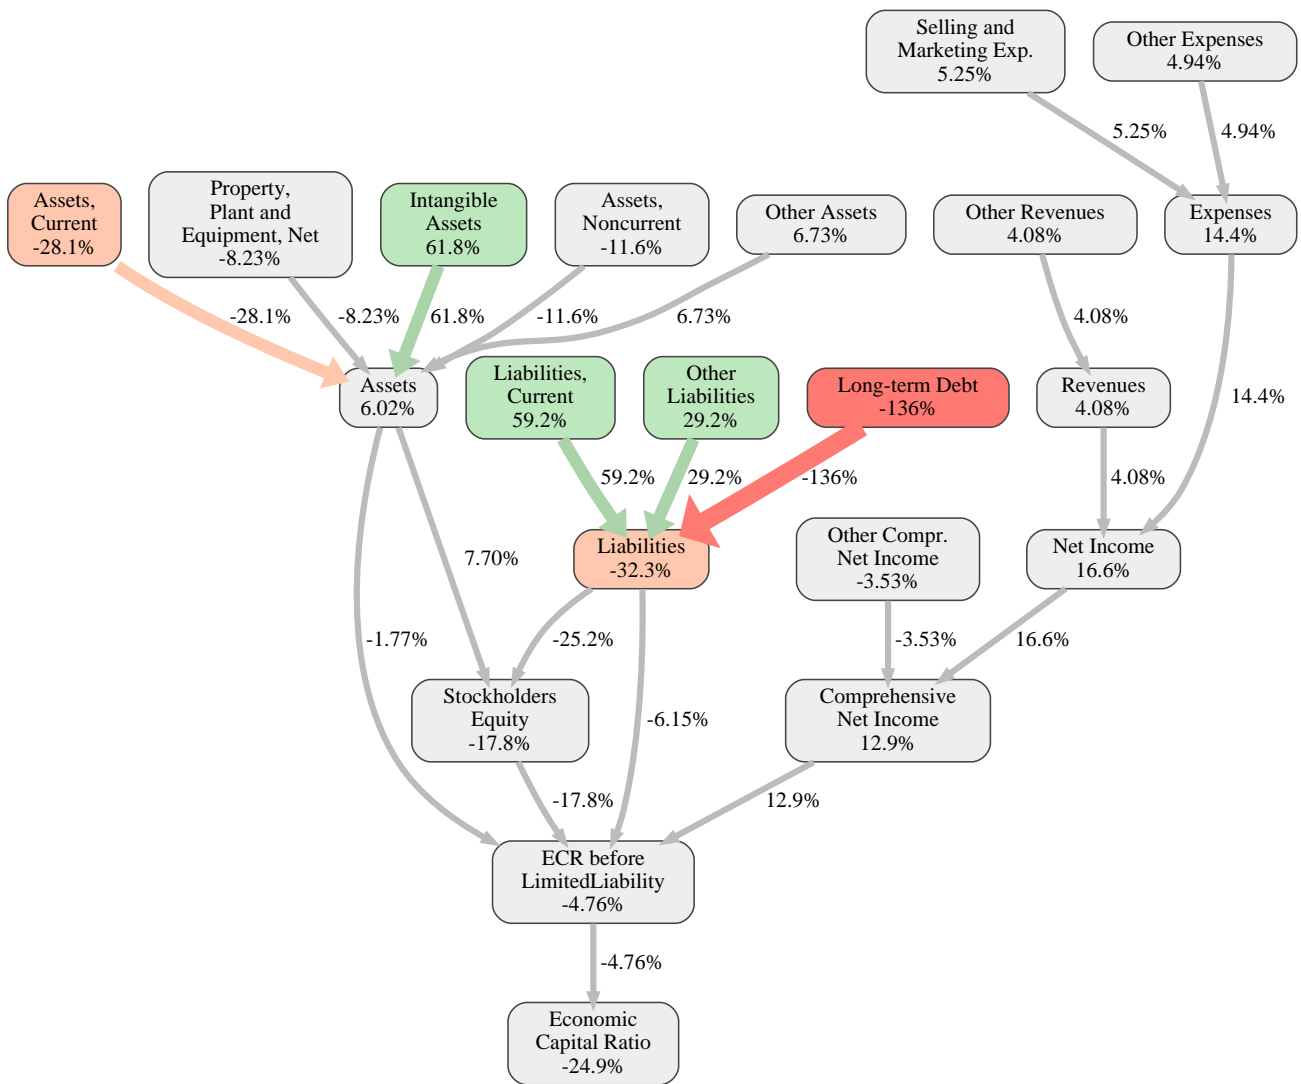 Selling and
Marketing Exp.
5.25%
Other Expenses
4.94%
5.25%
4.94%
Assets,
Current
-28.1%
Property,
Plant and
Equipment, Net
-8.23%
Intangible
Assets
61.8%
Assets,
Noncurrent
-11.6%
Other Assets
6.73%
Other Revenues
4.08%
Expenses
14.4%
-28.1%
-8.23%
61.8%
-11.6%
6.73%
4.08%
14.4%
Assets
6.02%
Liabilities,
Current
59.2%
Other
Liabilities
29.2%
Long-term Debt
-136%
Revenues
4.08%
59.2%
29.2%
-136%
4.08%
7.70%
Liabilities
-32.3%
Other Compr.
Net Income
-3.53%
Net Income
16.6%
-1.77%
-25.2%
-6.15%
-3.53%
16.6%
Stockholders
Equity
-17.8%
Comprehensive
Net Income
12.9%
-17.8%
12.9%
ECR before
LimitedLiability
-4.76%
-4.76%
Economic
Capital Ratio
-24.9%